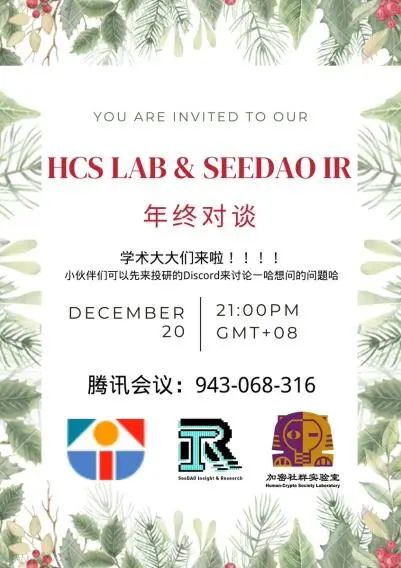 YOU ARE INVITED TO OUR
HCS LAB & SEEDAO IR
年终对谈
学术大大们来啦！！！！
小伙伴们可以先来投研的Discord来讨论一哈想问的问题哈
DECEMBER
20
21:00PM
GMT+08
腾讯会议：943-068-316
SeeDAO Insight & Research
加密社群实验室
Human-Crypto Society Laboratory